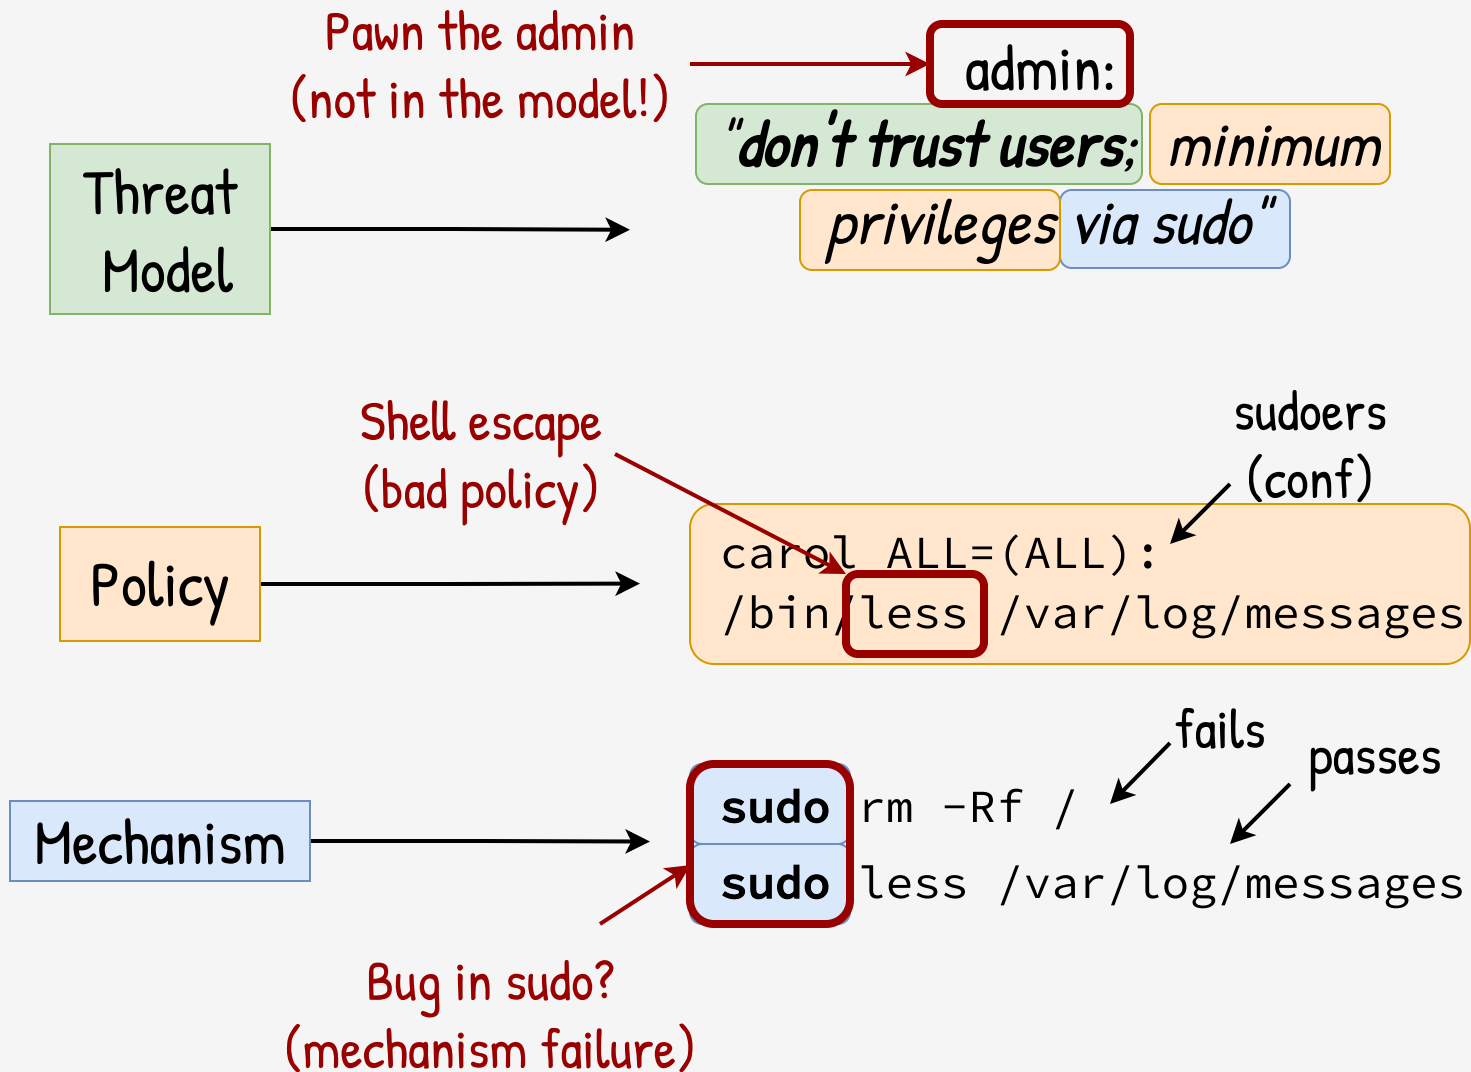 Pawn the admin
(not in the model!)
admin:
"don't trust users; minimum
privileges via sudo"
Threat
Model
Shell escape
(bad policy)
sudoers
(conf)
Policy
carol ALL=(ALL):
/bin/less /var/log/messages
fails
passes
Mechanism
sudo rm -Rf /
sudo less /var/log/messages
Bug in sudo?
(mechanism failure)